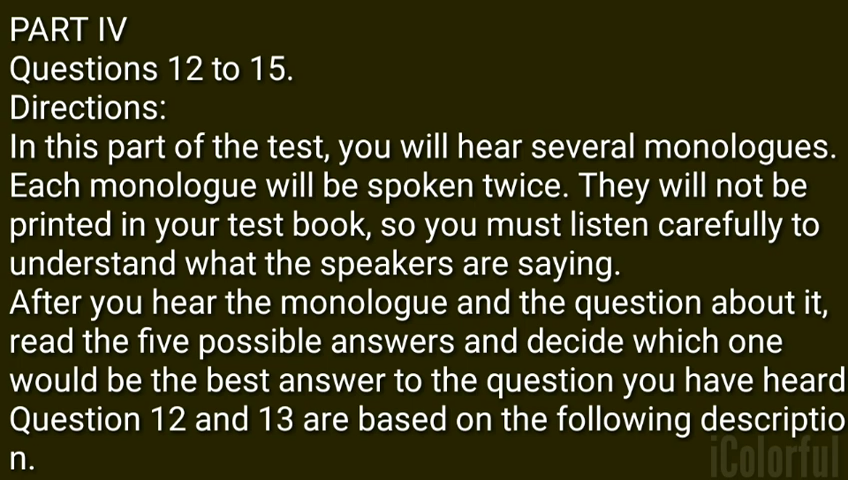 PART IV
Questions 12 to 15.
Directions:
In this part of the test, you will hear several monologues.
Each monologue will be spoken twice. They will not be
printed in your test book, so you must listen carefully to
understand what the speakers are saying.
After you hear the monologue and the question about it,
read the five possible answers and decide which one
would be the best answer to the question you have heard
Question 12 and 13 are based on the following descriptio
n.
iColorful